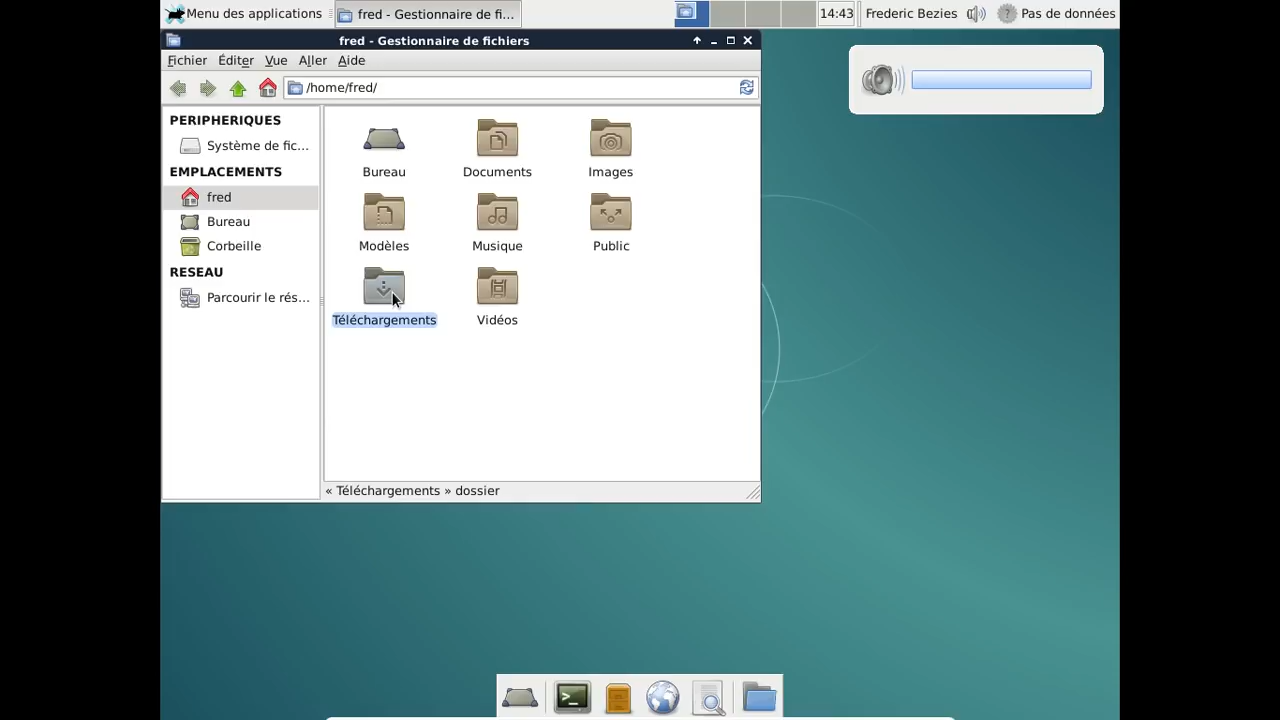 Menu des applications
fred - Gestionnaire de fi...
14:43
Frederic Bezies
Pas de données
fred - Gestionnaire de fichiers
Fichier Éditer Vue Aller Aide
/home/fred/
PERIPHERIQUES
Système de fic...
EMPLACEMENTS
fred
Bureau
Corbeille
RESEAU
Parcourir le rés...
Bureau Documents Images
Modèles Musique Public
Téléchargements Vidéos
« Téléchargements » dossier